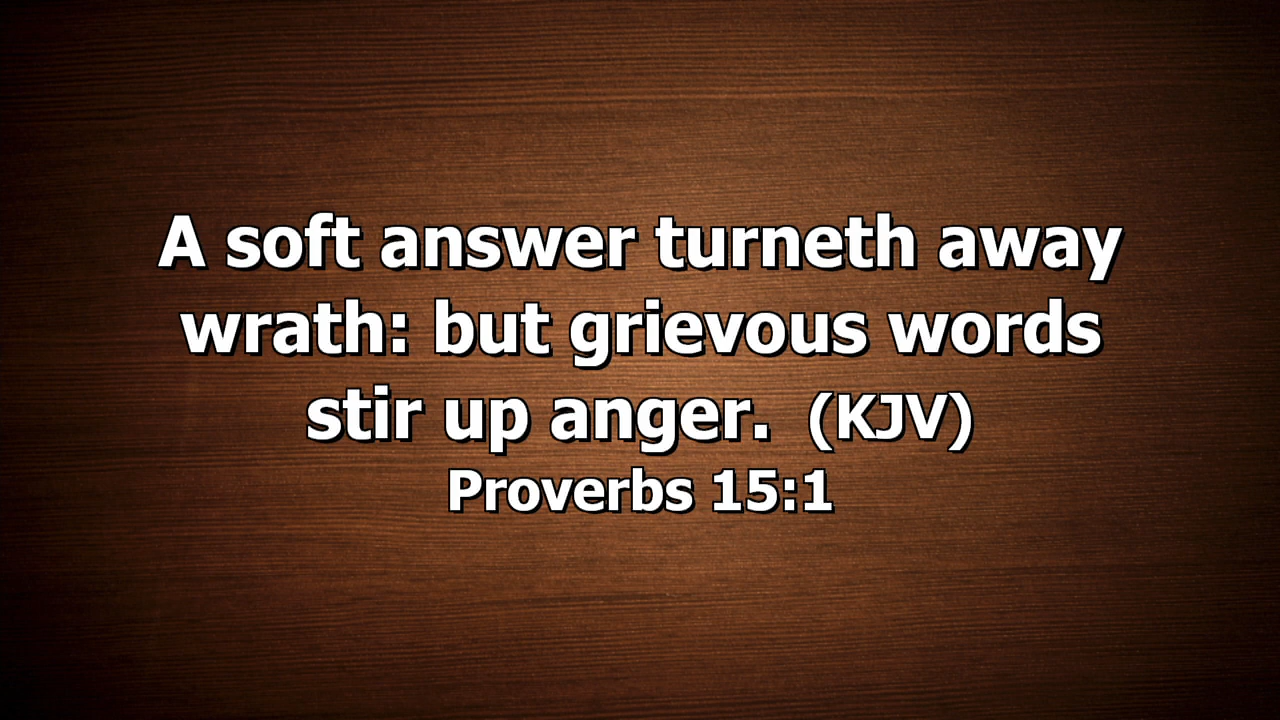 A soft answer turneth away
wrath: but grievous words
stir up anger.  (KJV)
Proverbs 15:1